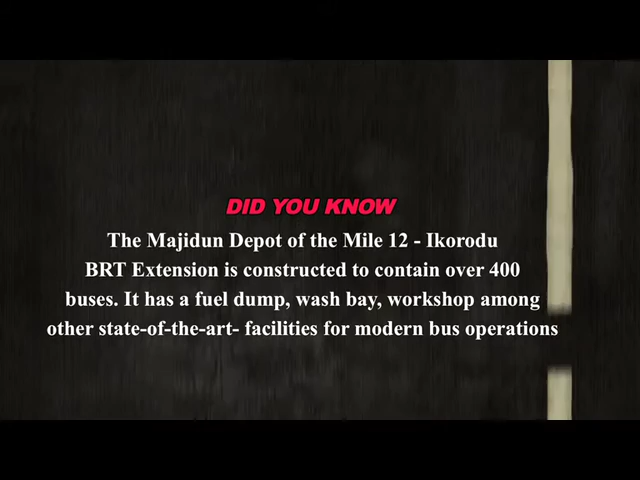 DID YOU KNOW
The Majidun Depot of the Mile 12 - Ikorodu
BRT Extension is constructed to contain over 400
buses. It has a fuel dump, wash bay, workshop among
other state-of-the-art- facilities for modern bus operations